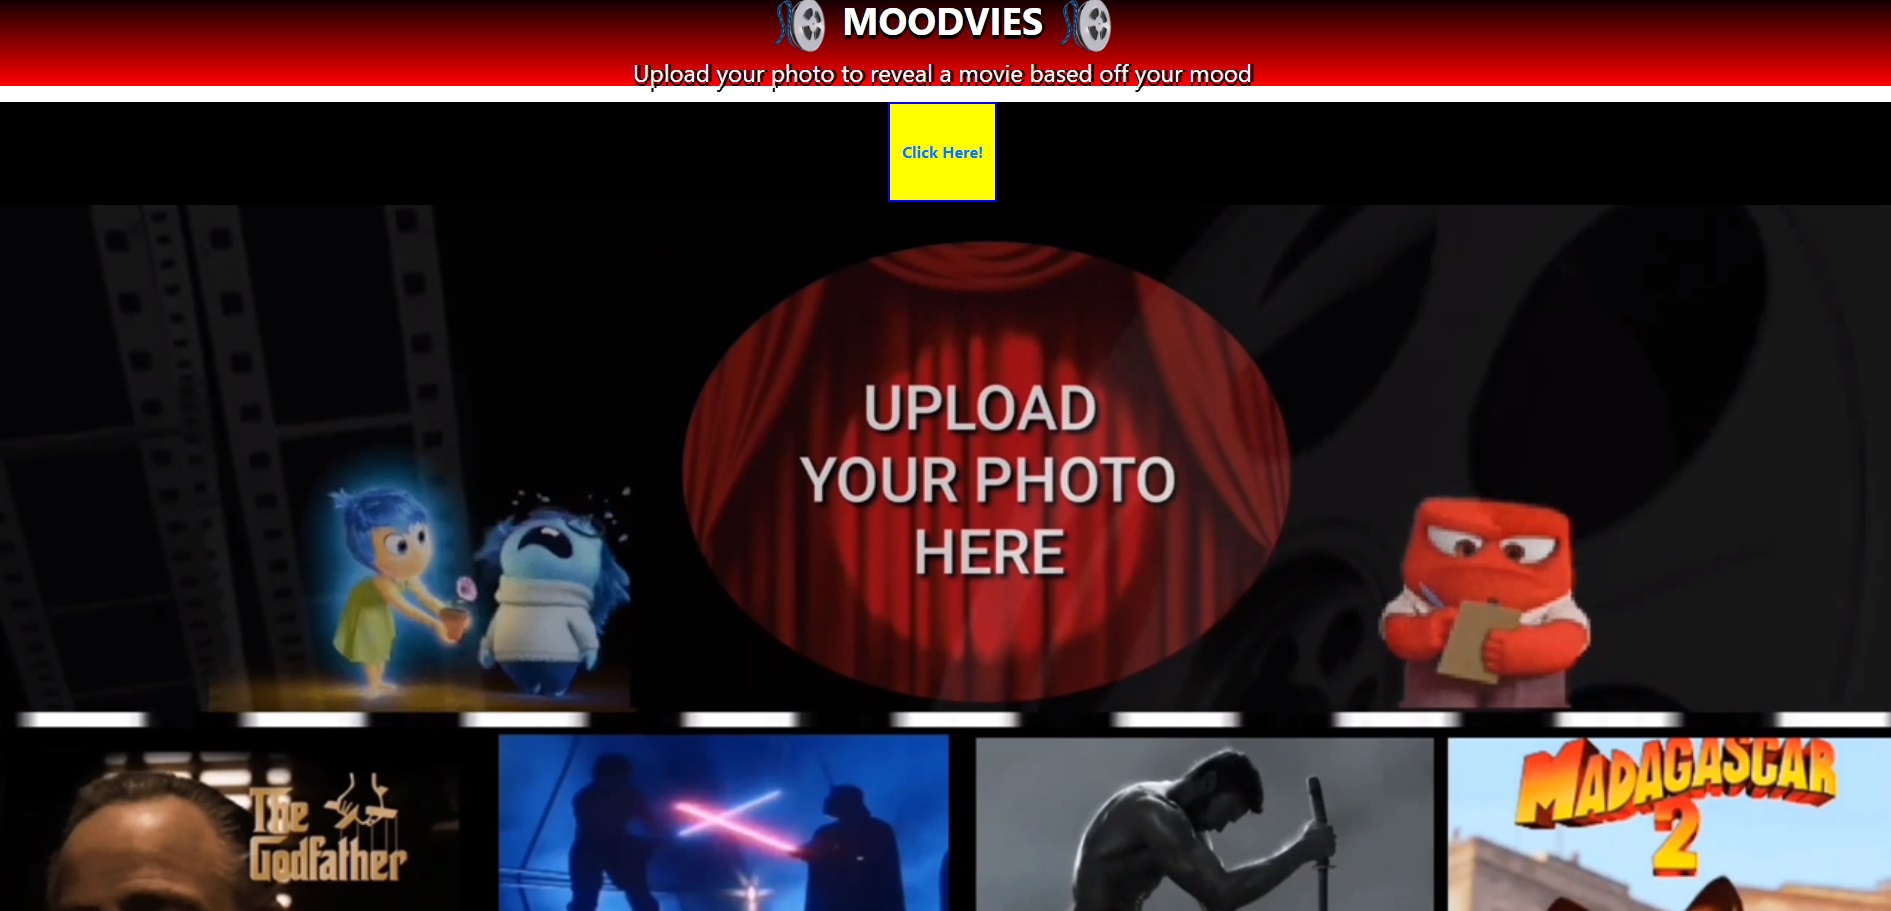 MOODVIES
Upload your photo to reveal a movie based off your mood
Click Here!
UPLOAD
YOUR PHOTO
HERE
The
Godfather
MADAGASCAR
2